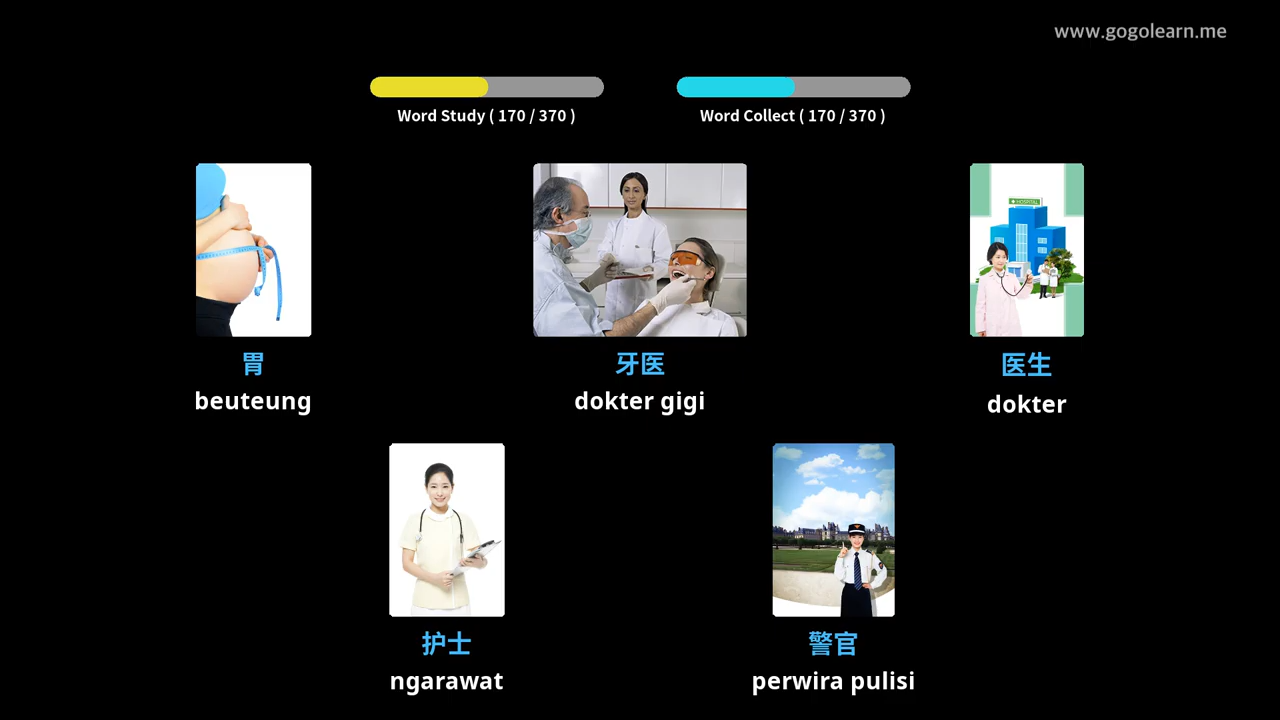 www.gogolearn.me
Word Study ( 170 / 370 )
Word Collect ( 170 / 370 )
HOSPITAL
胃
beuteung
牙医
dokter gigi
医生
dokter
护士
ngarawat
警官
perwira pulisi